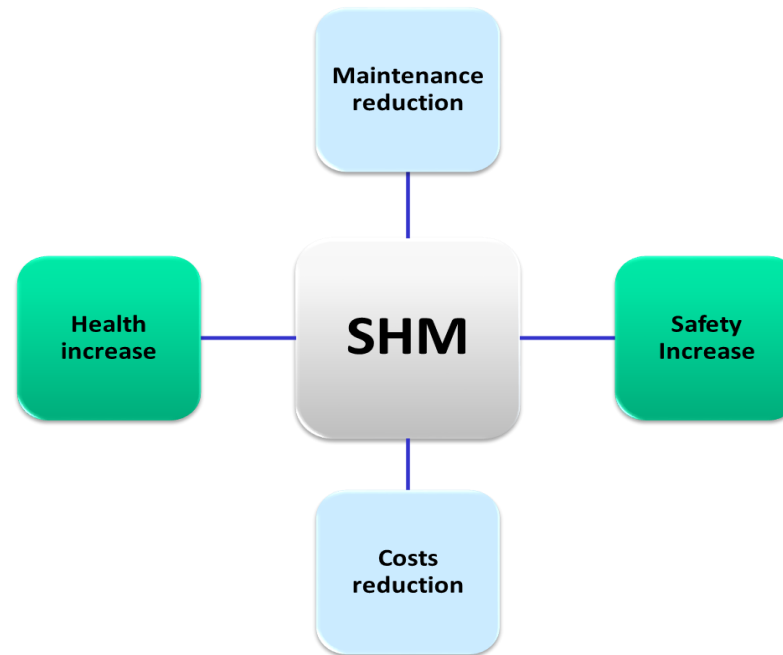 Maintenance
reduction
Health
increase
SHM
Safety
Increase
Costs
reduction